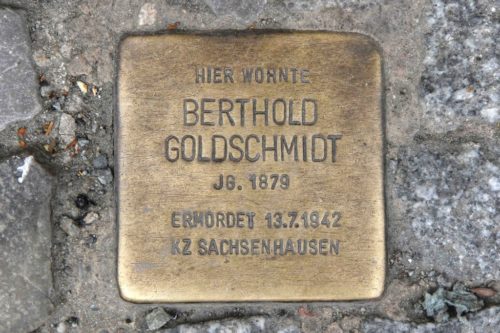 HIER WOHNTE
BERTHOLD
GOLDSCHMIDT
JG. 1879
ERMORDET 13.7.1942
KZ SACHSENHAUSEN